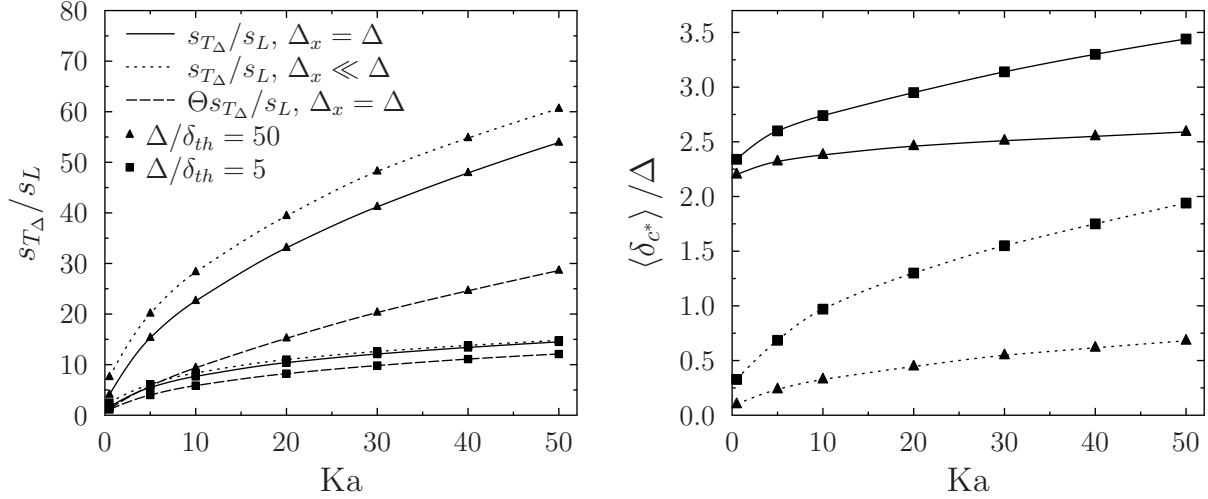 80
70
60
50
40
30
20
10
0
s_{T_Δ}/s_L
s_{T_Δ}/s_L, Δ_x = Δ
s_{T_Δ}/s_L, Δ_x ≪ Δ
Θs_{T_Δ}/s_L, Δ_x = Δ
Δ/δ_{th} = 50
Δ/δ_{th} = 5
0 10 20 30 40 50
Ka
3.5
3.0
2.5
2.0
1.5
1.0
0.5
0.0
⟨δ_{c*}⟩ /Δ
0 10 20 30 40 50
Ka